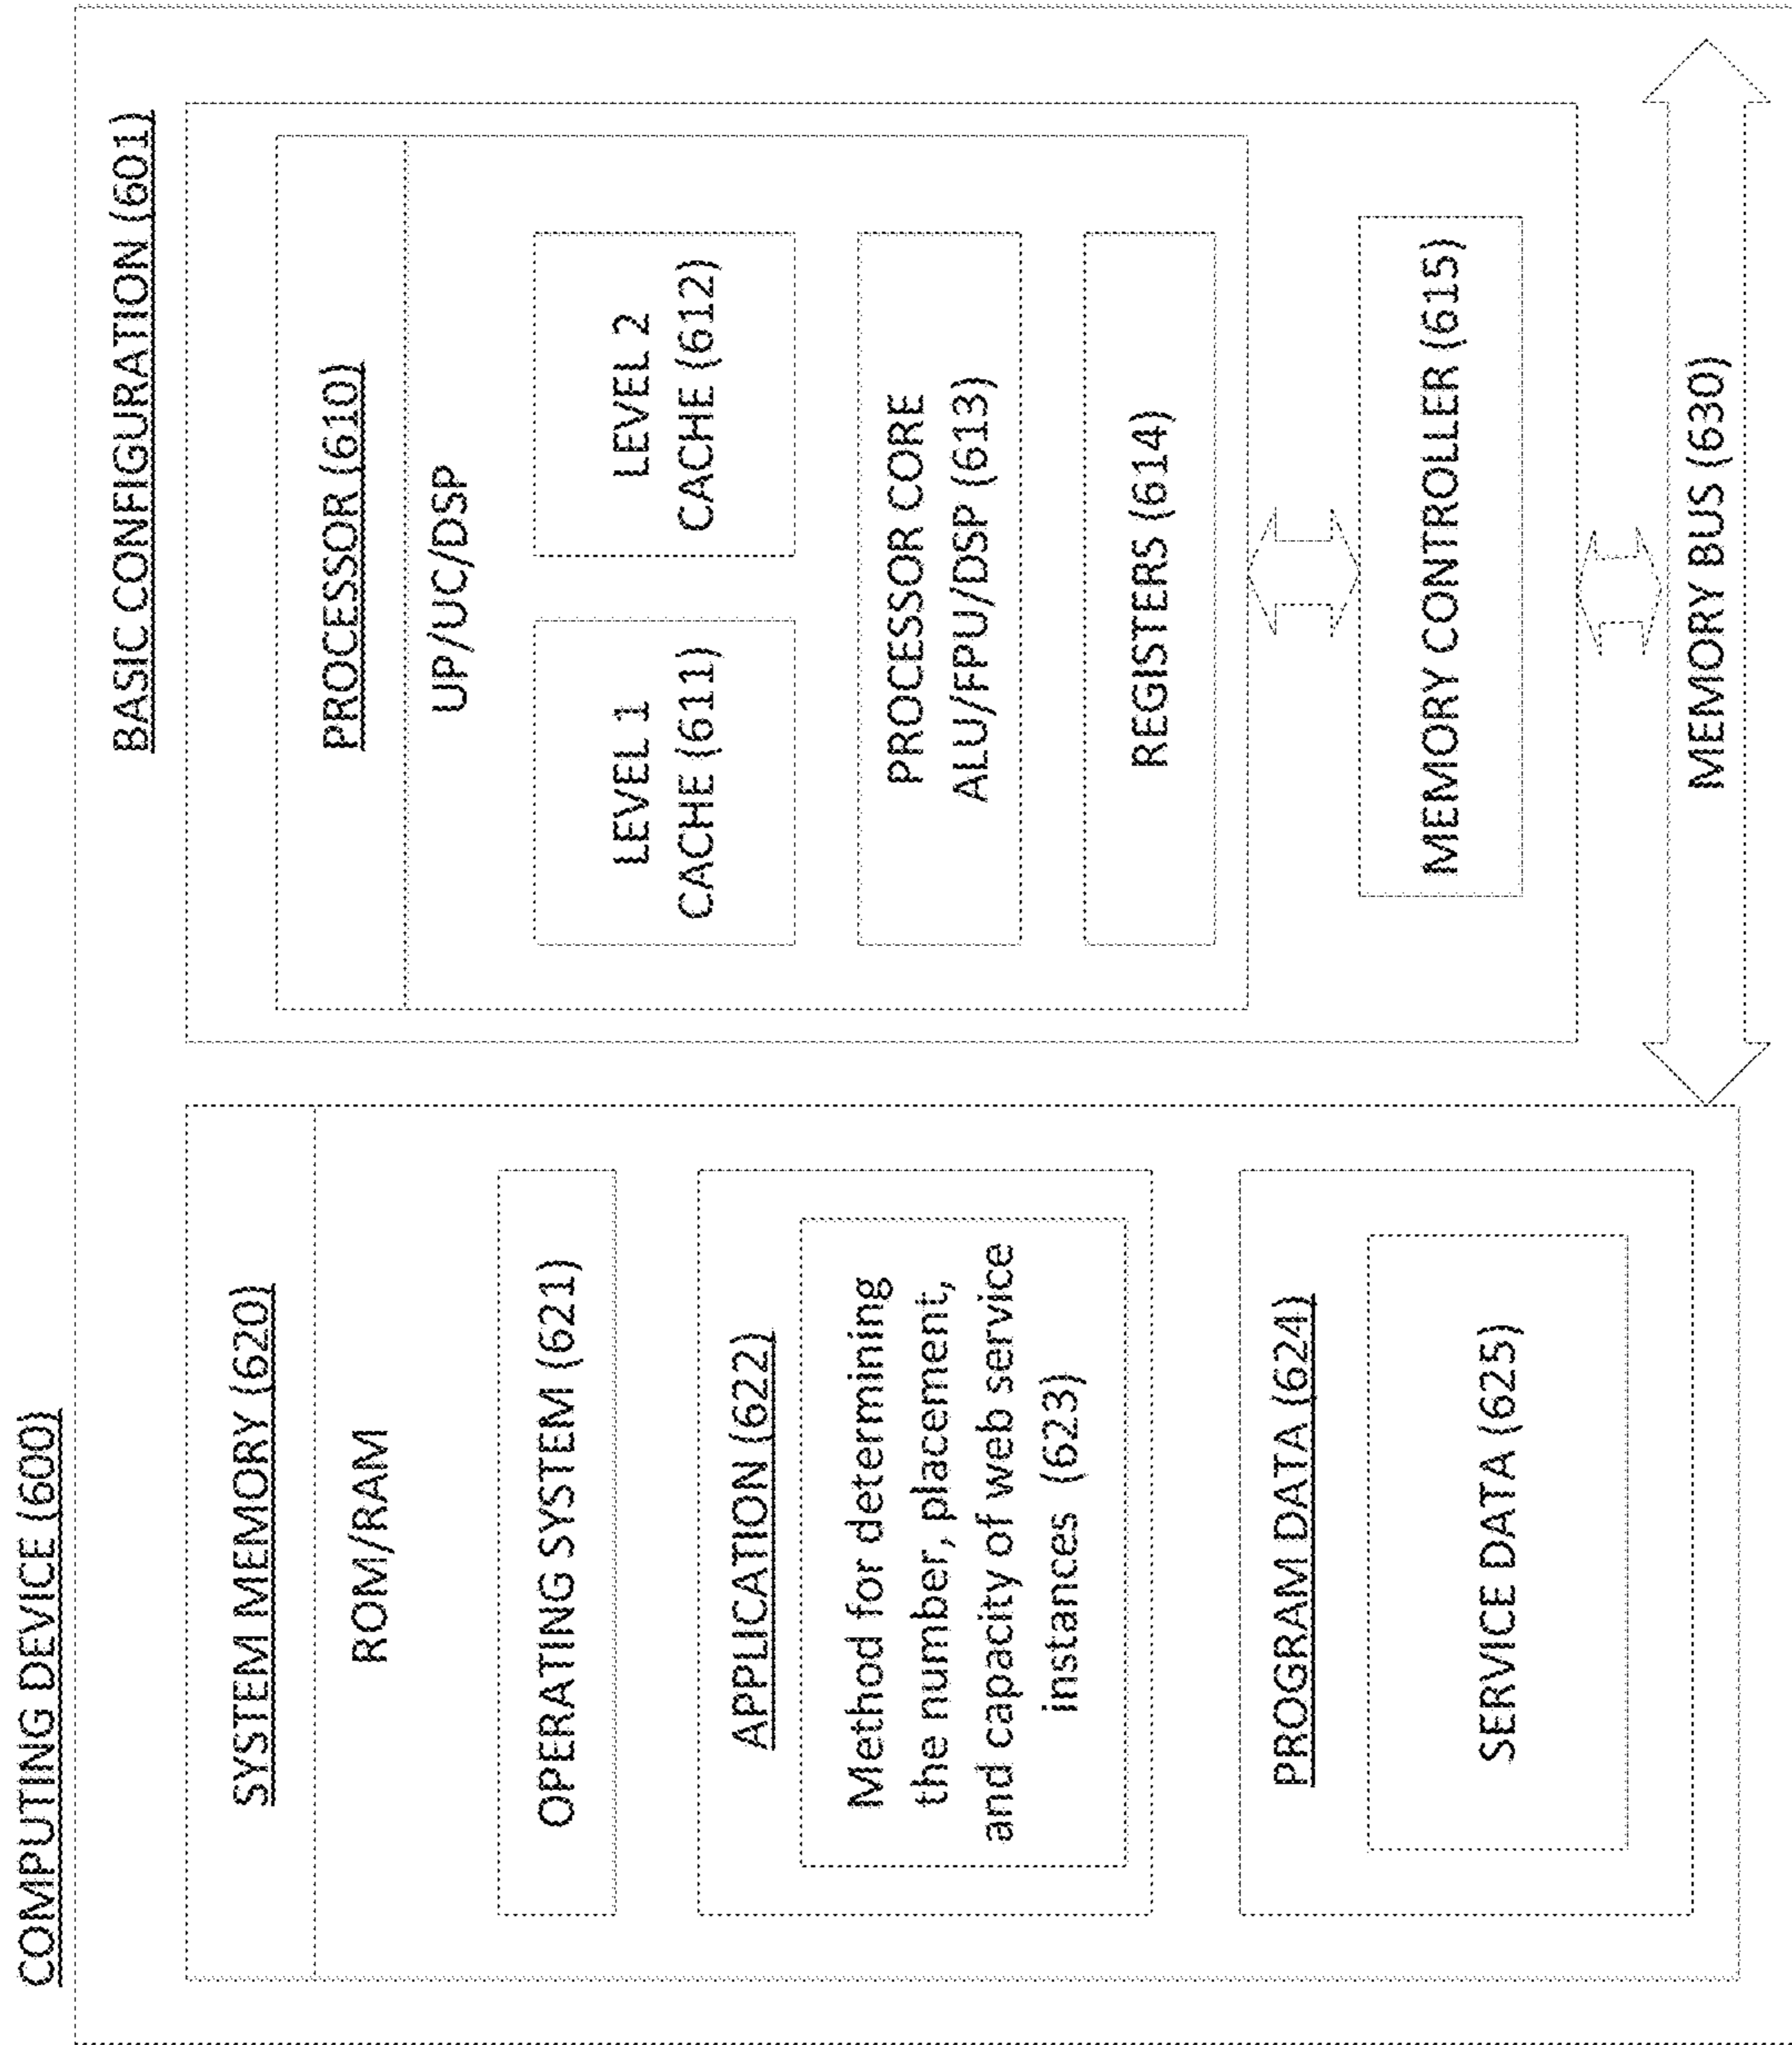 COMPUTING DEVICE (600)
SYSTEM MEMORY (620)
ROM/RAM
OPERATING SYSTEM (621)
APPLICATION (622)
Method for determining
the number, placement,
and capacity of web service
instances (623)
PROGRAM DATA (624)
SERVICE DATA (625)
BASIC CONFIGURATION (601)
PROCESSOR (610)
UP/UC/DSP
LEVEL 1
CACHE (611)
LEVEL 2
CACHE (612)
PROCESSOR CORE
ALU/FPU/DSP (613)
REGISTERS (614)
MEMORY CONTROLLER (615)
MEMORY BUS (630)